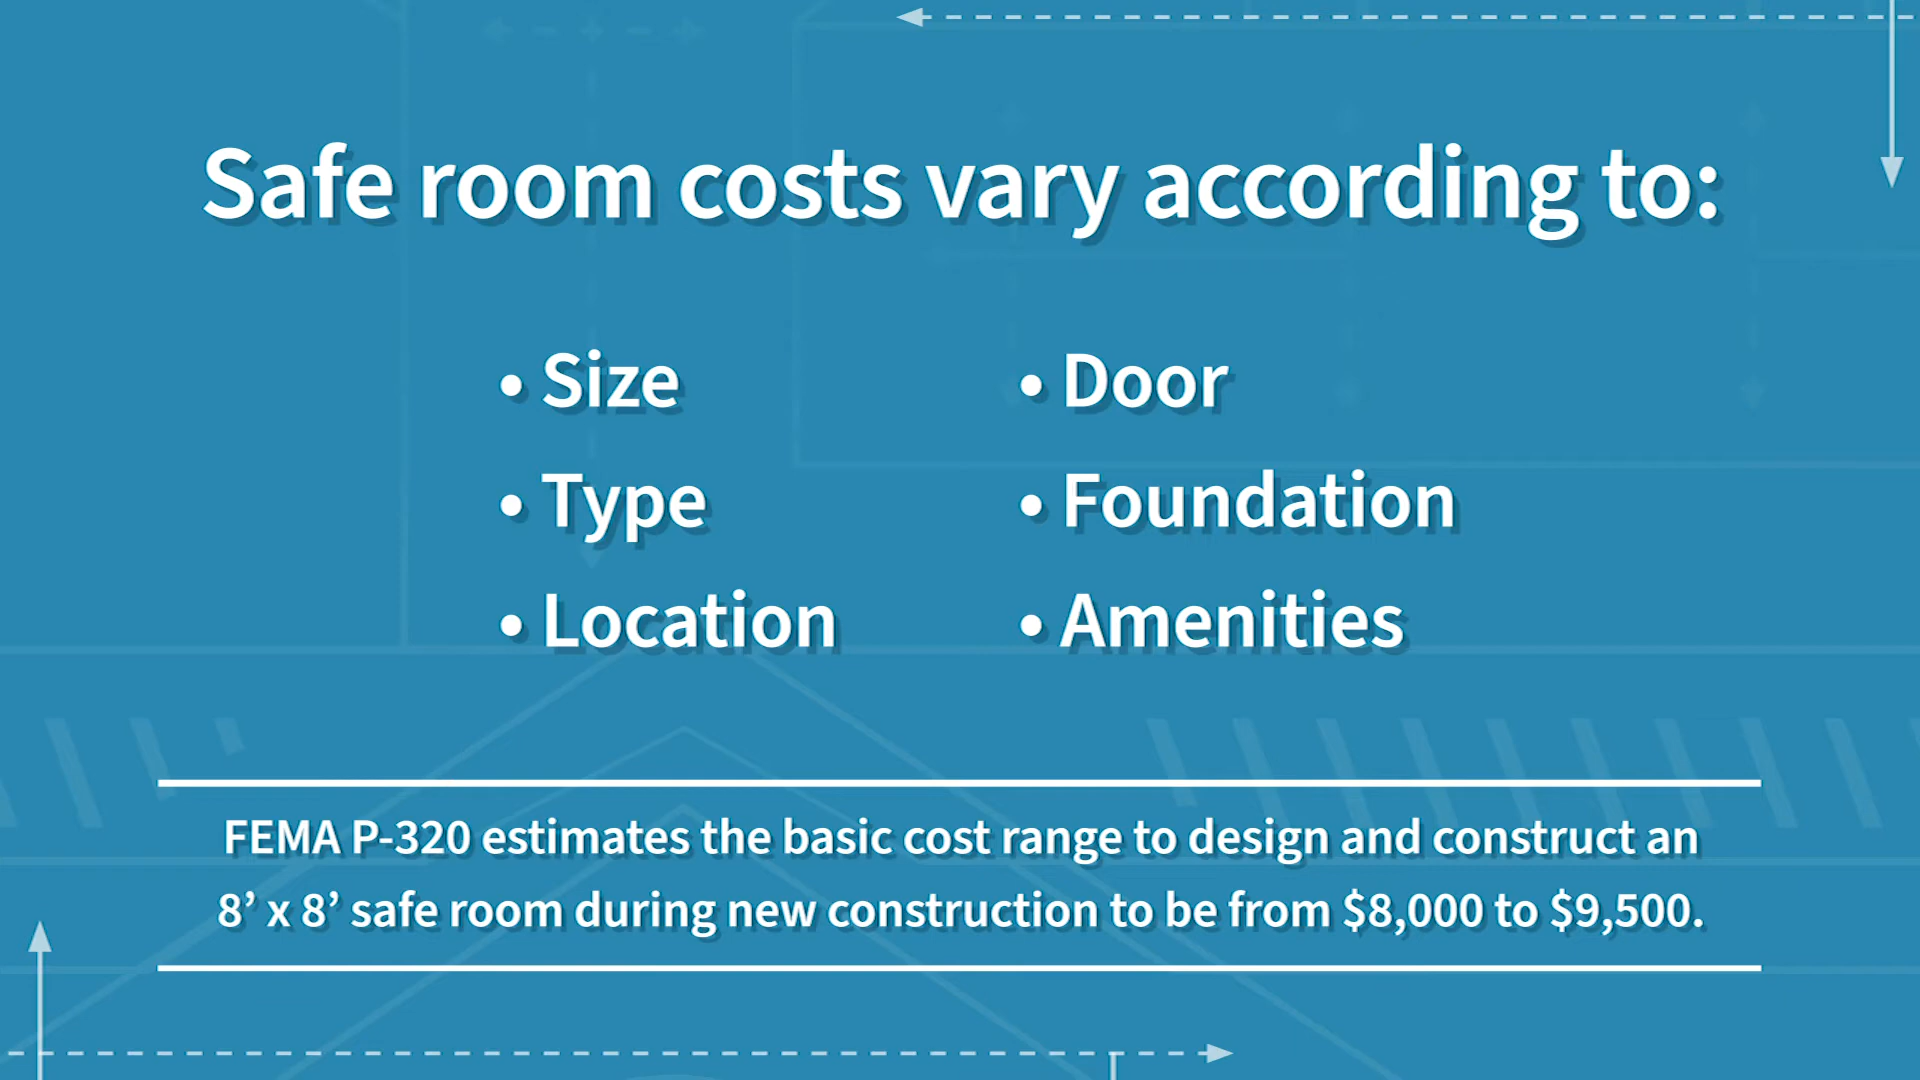 Safe room costs vary according to:
• Size
• Type
• Location
• Door
• Foundation
• Amenities
FEMA P-320 estimates the basic cost range to design and construct an
8’ x 8’ safe room during new construction to be from $8,000 to $9,500.